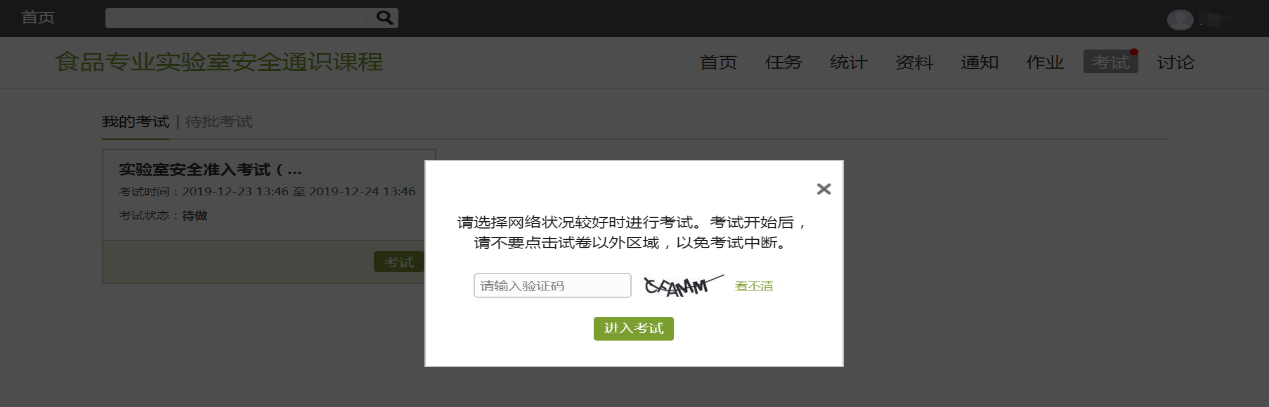 首页
食品专业实验室安全通识课程
首页 任务 统计 资料 通知 作业 考试 讨论
我的考试 | 待批考试
实验室安全准入考试（...
考试时间：2019-12-23 13:46 至 2019-12-24 13:46
考试状态：待做
考试
请选择网络状况较好时进行考试。考试开始后，
请不要点击试卷以外区域，以免考试中断。
请输入验证码 看不清
进入考试